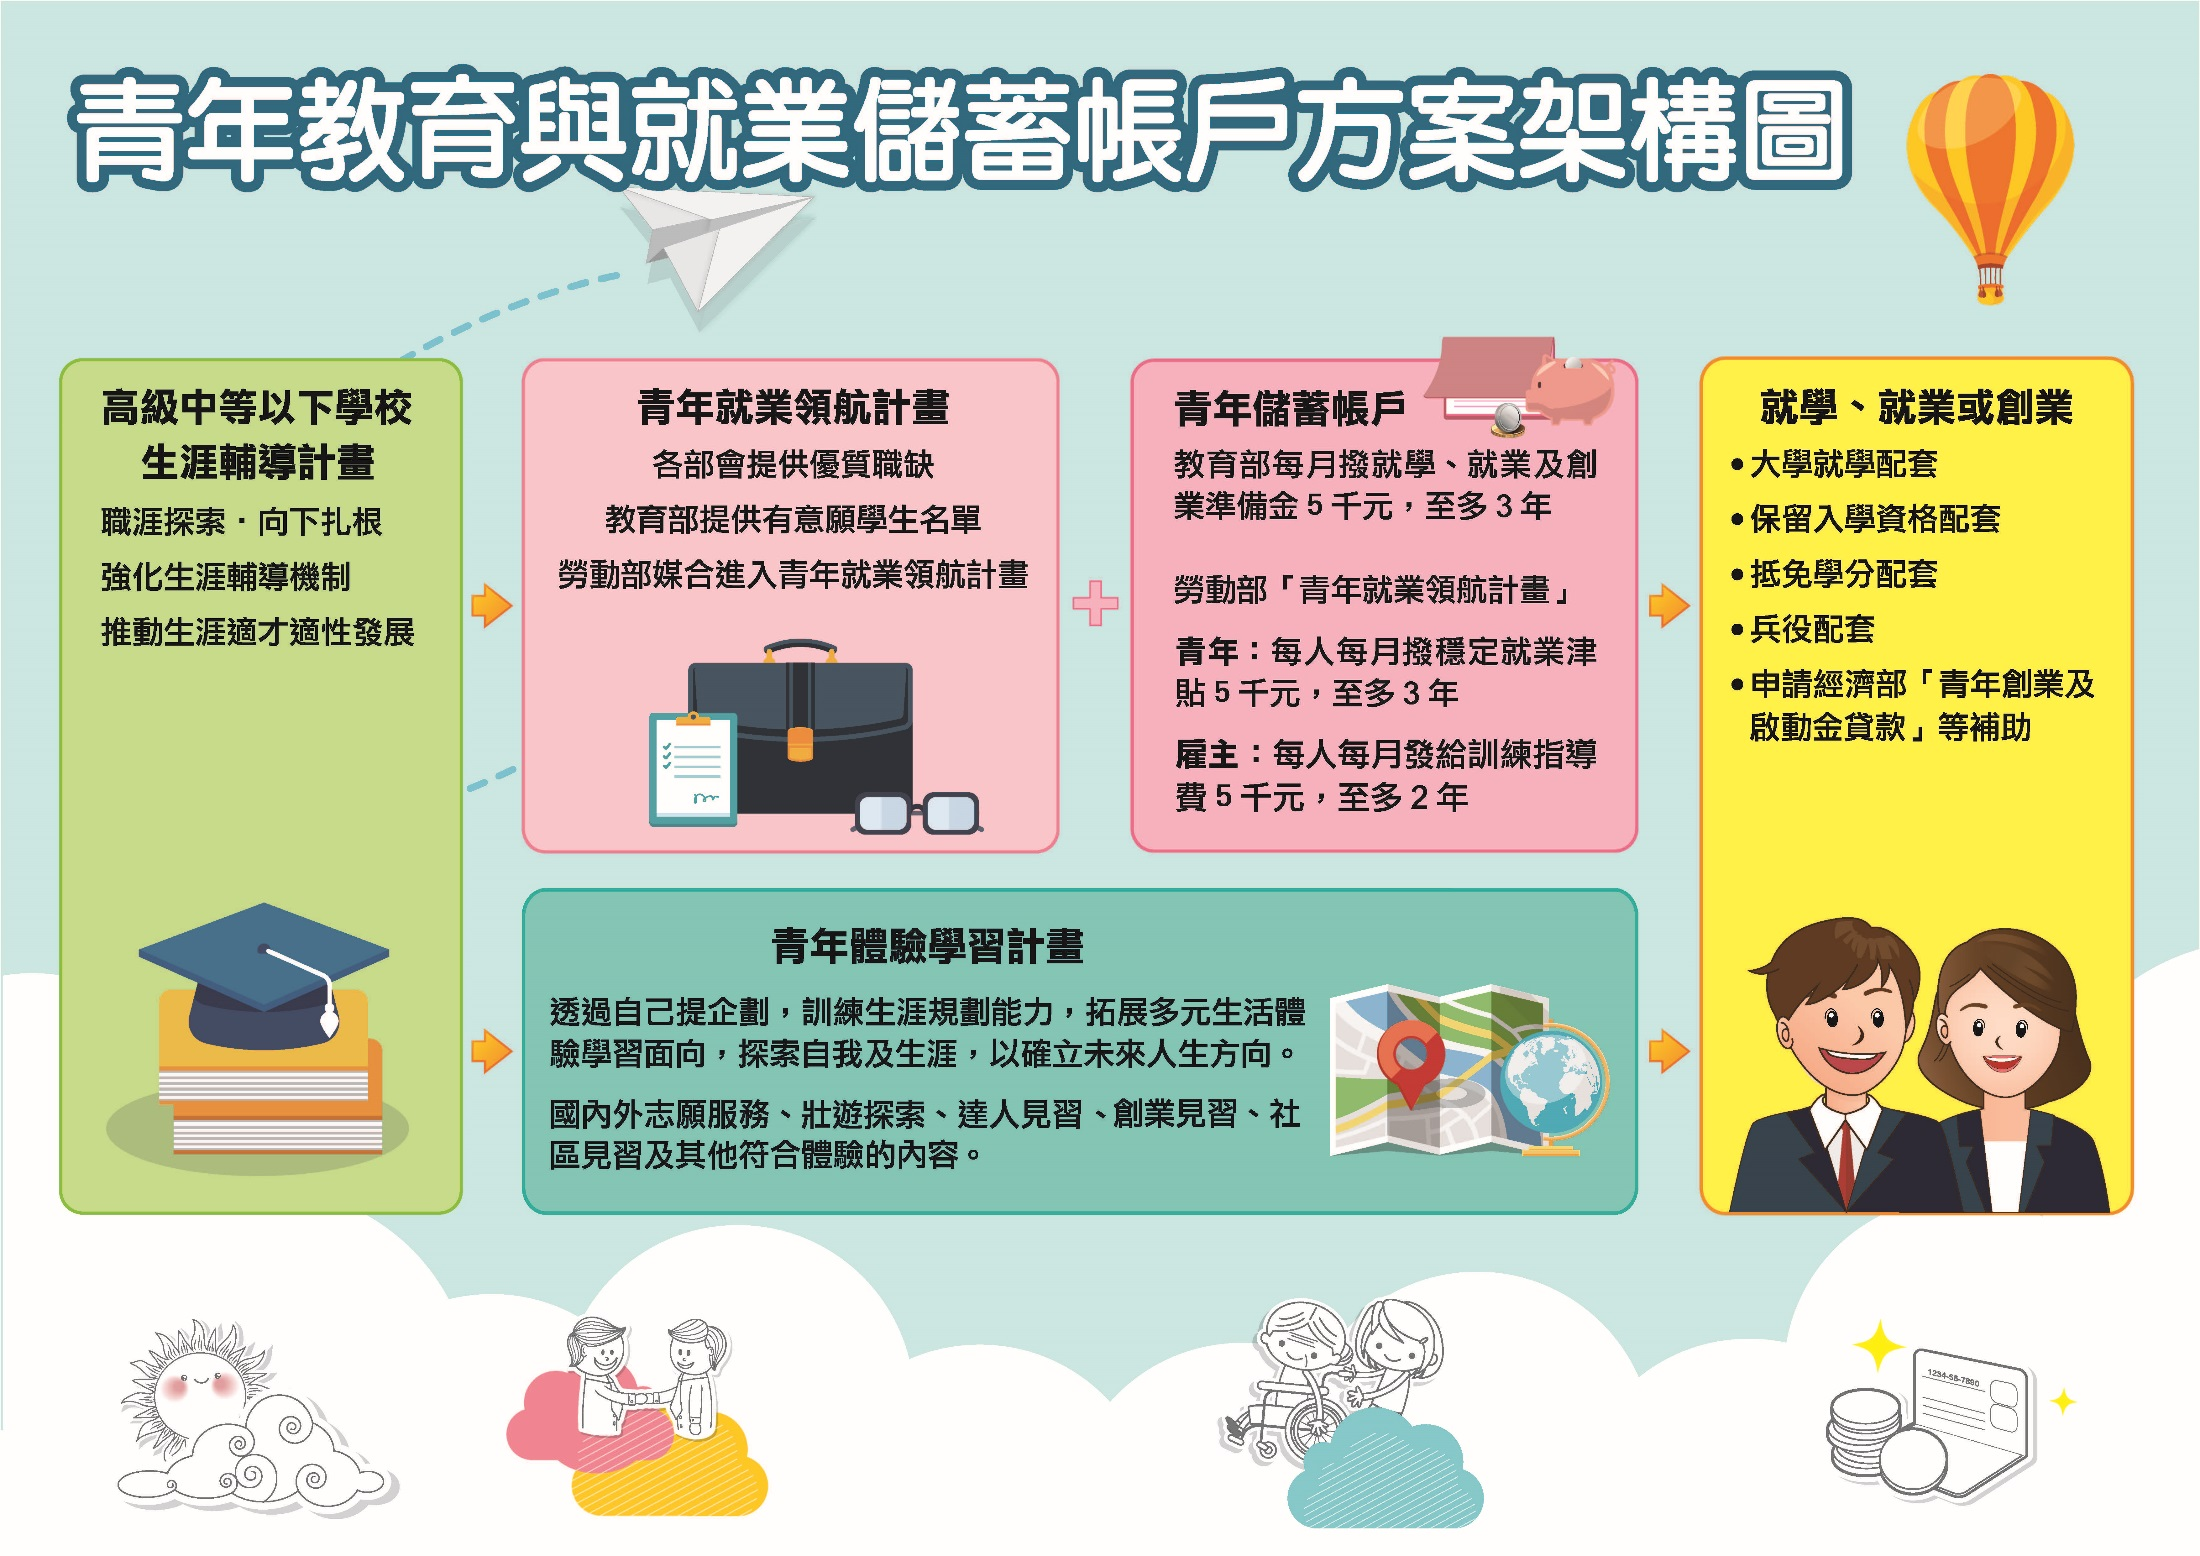 青年教育與就業儲蓄帳戶方案架構圖
高級中等以下學校
生涯輔導計畫
職涯探索・向下扎根
強化生涯輔導機制
推動生涯適才適性發展
青年就業領航計畫
各部會提供優質職缺
教育部提供有意願學生名單
勞動部媒合進入青年就業領航計畫
青年儲蓄帳戶
教育部每月撥就學、就業及創
業準備金 5 千元，至多 3 年
勞動部「青年就業領航計畫」
青年：每人每月撥穩定就業津
貼 5 千元，至多 3 年
雇主：每人每月發給訓練指導
費 5 千元，至多 2 年
就學、就業或創業
•大學就學配套
•保留入學資格配套
•抵免學分配套
•兵役配套
•申請經濟部「青年創業及
啟動金貸款」等補助
青年體驗學習計畫
透過自己提企劃，訓練生涯規劃能力，拓展多元生活體
驗學習面向，探索自我及生涯，以確立未來人生方向。
國內外志願服務、壯遊探索、達人見習、創業見習、社
區見習及其他符合體驗的內容。
1234-56-7890